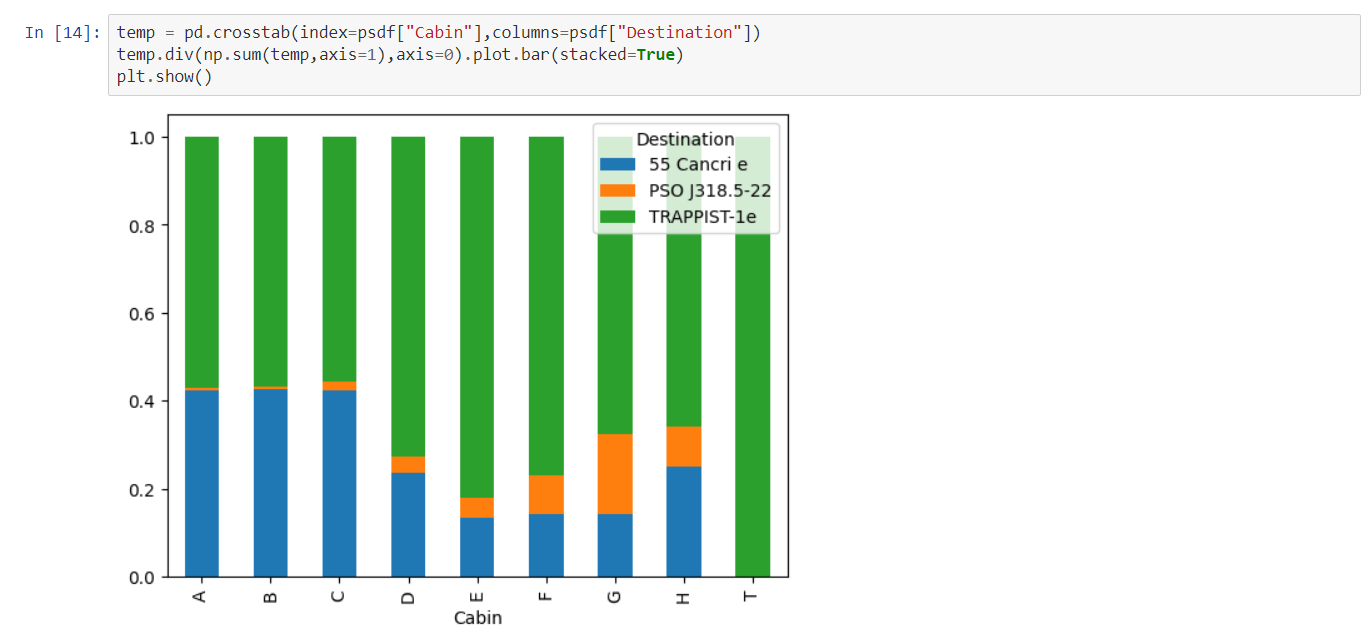 In [14]: temp = pd.crosstab(index=psdf["Cabin"],columns=psdf["Destination"])
temp.div(np.sum(temp,axis=1),axis=0).plot.bar(stacked=True)
plt.show()
Destination
55 Cancri e
PSO J318.5-22
TRAPPIST-1e
1.0
0.8
0.6
0.4
0.2
0.0
A B C D E F G H T
Cabin